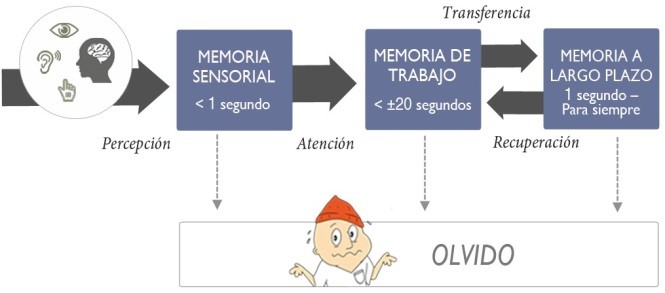 Transferencia
MEMORIA
SENSORIAL
< 1 segundo
MEMORIA DE
TRABAJO
< ±20 segundos
MEMORIA A
LARGO PLAZO
1 segundo –
Para siempre
Percepción
Atención
Recuperación
OLVIDO